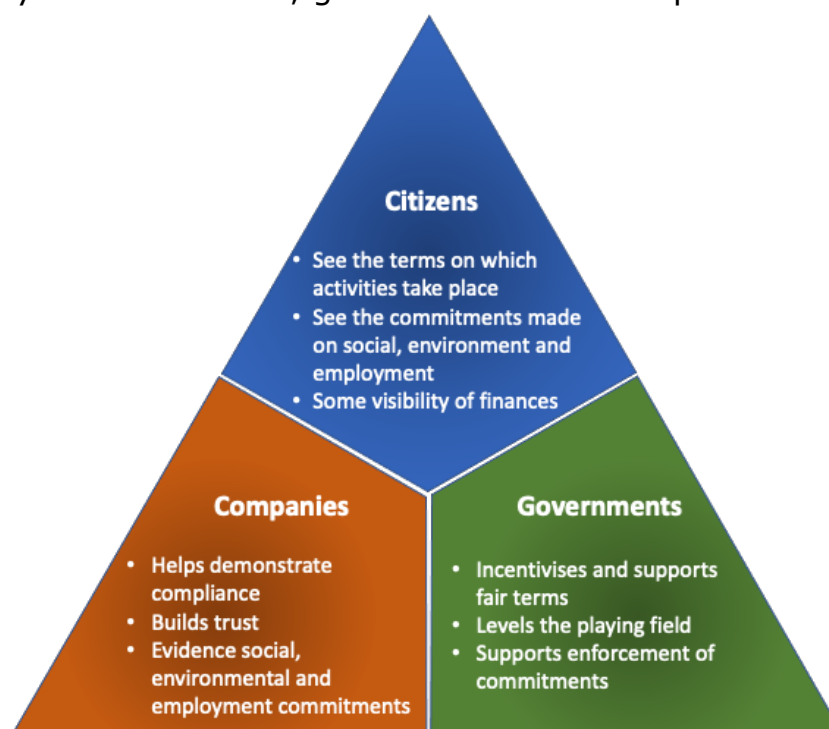 Citizens
• See the terms on which
activities take place
• See the commitments made
on social, environment and
employment
• Some visibility of finances
Companies
• Helps demonstrate
compliance
• Builds trust
• Evidence social,
environmental and
employment commitments
Governments
• Incentivises and supports
fair terms
• Levels the playing field
• Supports enforcement of
commitments